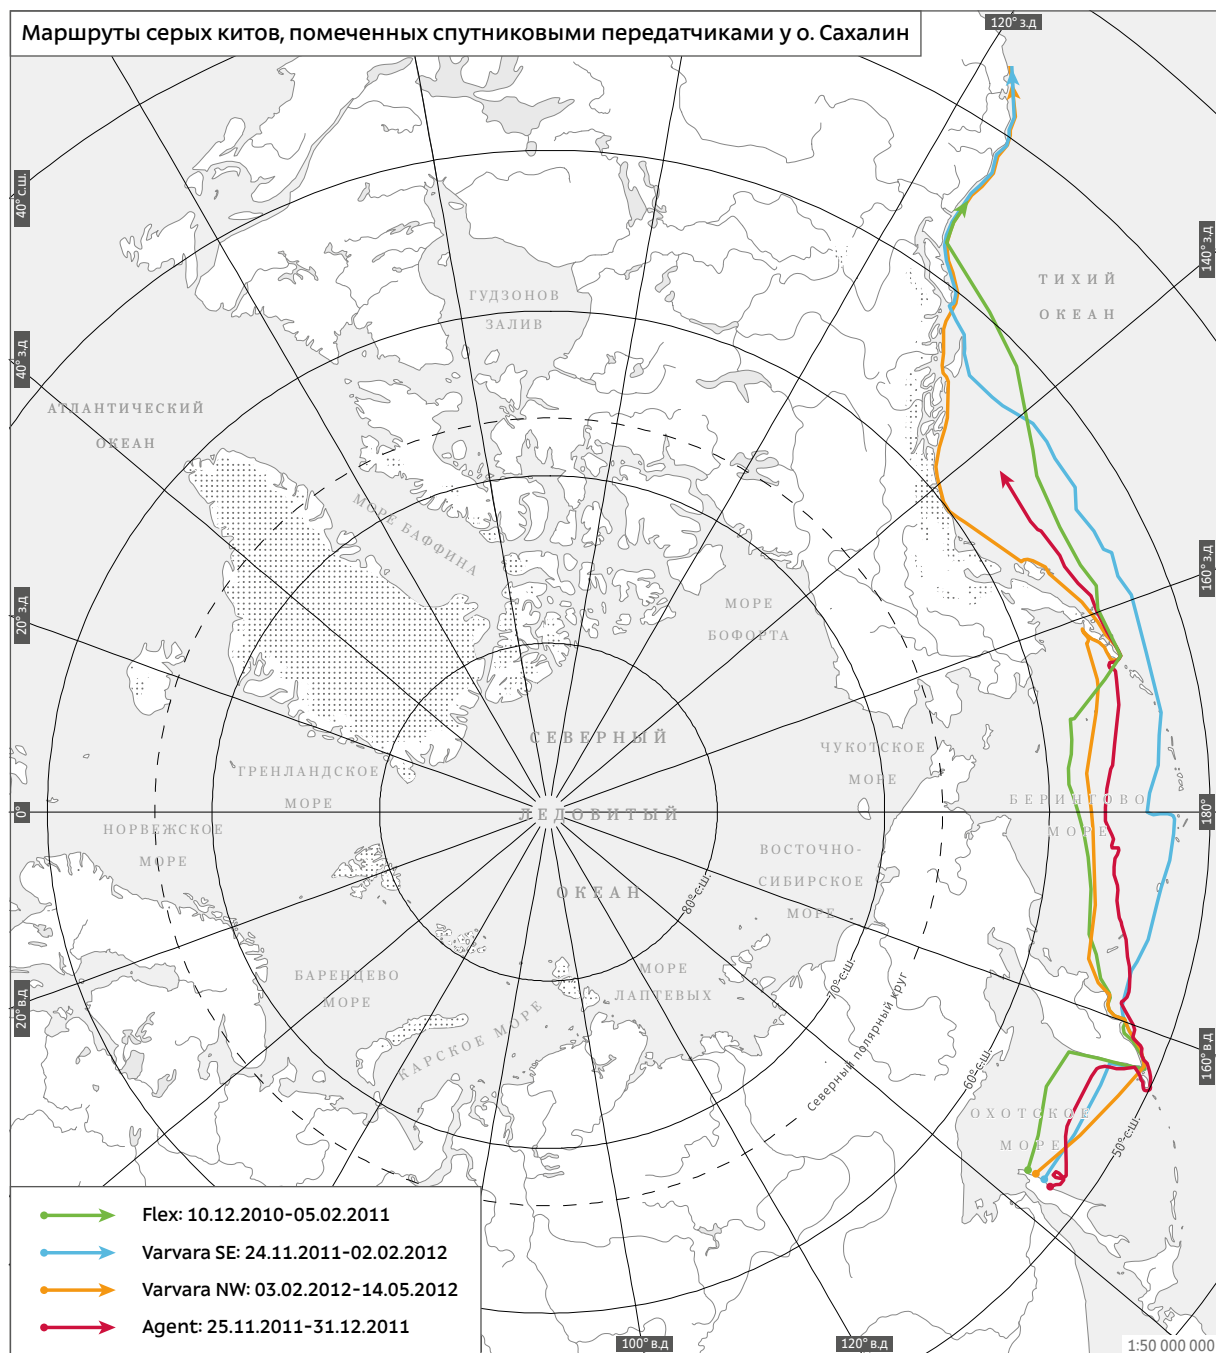 Маршруты серых китов, помеченных спутниковыми передатчиками у о. Сахалин
120° з.д
40° с.ш.
140° з.д
ТИХИЙ
ОКЕАН
ГУДЗОНОВ
ЗАЛИВ
40° з.д
АТЛАНТИЧЕСКИЙ
ОКЕАН
МОРЕ БАФФИНА
160° з.д
20° з.д
МОРЕ
БОФОРТА
СЕВЕРНЫЙ
ЛЕДОВИТЫЙ
ОКЕАН
ЧУКОТСКОЕ
МОРЕ
ГРЕНЛАНДСКОЕ
МОРЕ
БЕРИНГОВО
МОРЕ
0°
180°
НОРВЕЖСКОЕ
МОРЕ
ВОСТОЧНО-
СИБИРСКОЕ
МОРЕ
80° с.ш.
БАРЕНЦЕВО
МОРЕ
МОРЕ
ЛАПТЕВЫХ
70° с.ш.
КАРСКОЕ МОРЕ
Северный полярный круг
20° в.д
160° в.д
60° с.ш.
ОХОТСКОЕ
МОРЕ
50° с.ш.
Flex: 10.12.2010-05.02.2011
Varvara SE: 24.11.2011-02.02.2012
Varvara NW: 03.02.2012-14.05.2012
Agent: 25.11.2011-31.12.2011
100° в.д
120° в.д
1:50 000 000